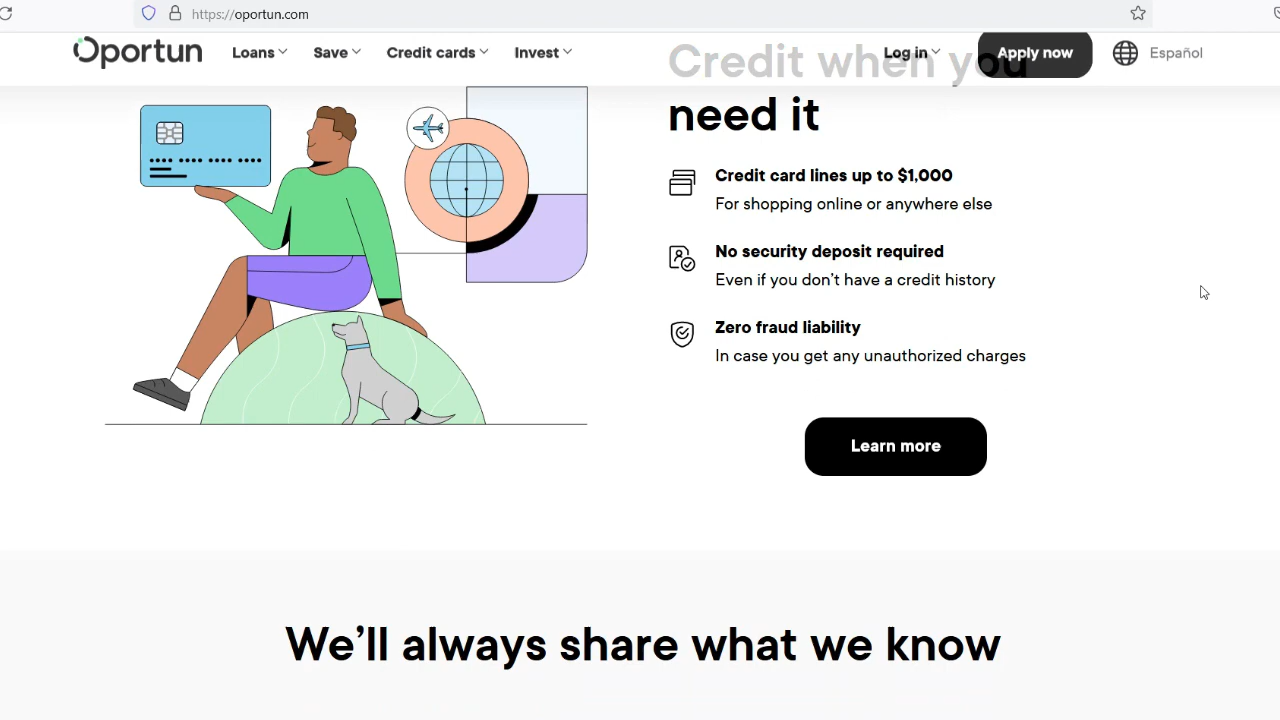 https://oportun.com
Oportun Loans Save Credit cards Invest Log in Apply now Español
Credit when you
need it
Credit card lines up to $1,000
For shopping online or anywhere else
No security deposit required
Even if you don’t have a credit history
Zero fraud liability
In case you get any unauthorized charges
Learn more
We’ll always share what we know